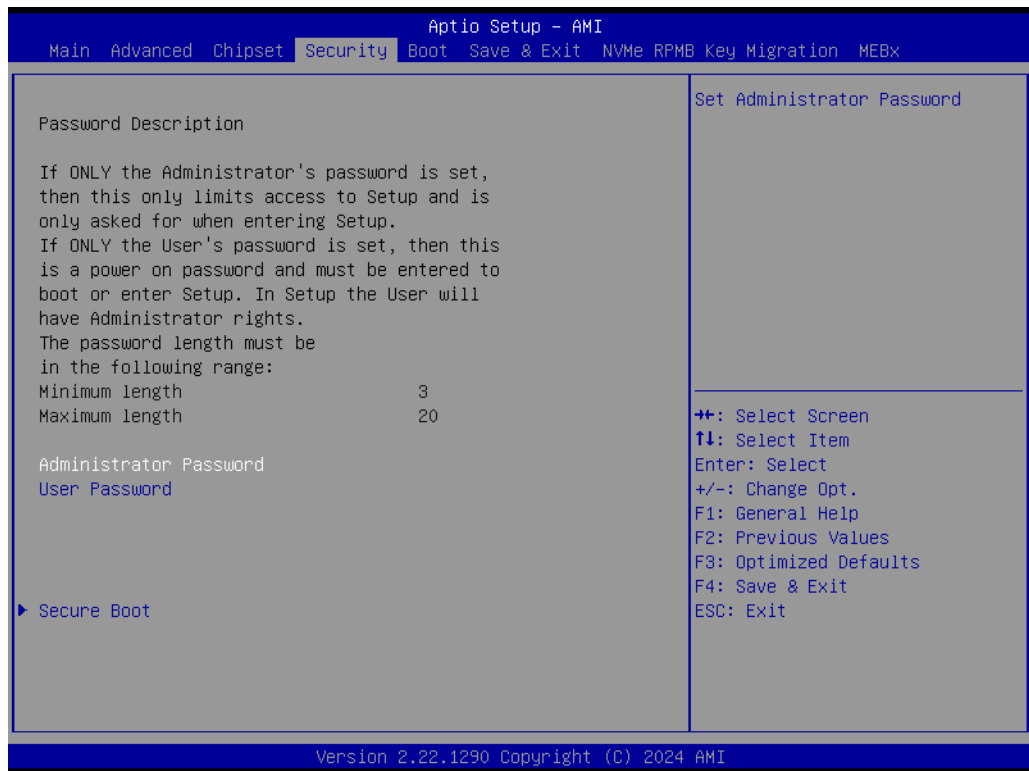 Aptio Setup – AMI
Main Advanced Chipset Security Boot Save & Exit NVMe RPMB Key Migration MEBx
Password Description
If ONLY the Administrator's password is set,
then this only limits access to Setup and is
only asked for when entering Setup.
If ONLY the User's password is set, then this
is a power on password and must be entered to
boot or enter Setup. In Setup the User will
have Administrator rights.
The password length must be
in the following range:
Minimum length 3
Maximum length 20
Administrator Password
User Password
Secure Boot
Set Administrator Password
→←: Select Screen
↑↓: Select Item
Enter: Select
+/-: Change Opt.
F1: General Help
F2: Previous Values
F3: Optimized Defaults
F4: Save & Exit
ESC: Exit
Version 2.22.1290 Copyright (C) 2024 AMI